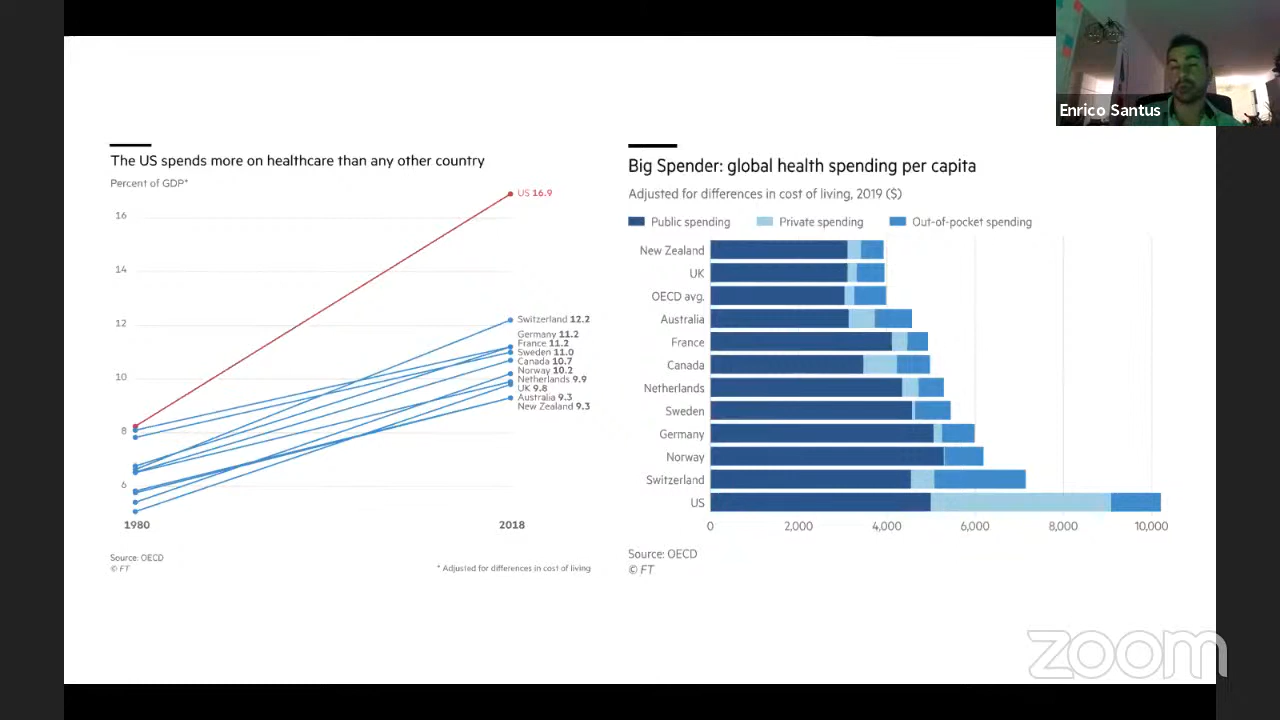 Enrico Santus
The US spends more on healthcare than any other country
Percent of GDP*
16
14
12
10
8
6
US 16.9
Switzerland 12.2
Germany 11.2
France 11.2
Sweden 11.0
Canada 10.7
Norway 10.2
Netherlands 9.9
UK 9.8
Australia 9.3
New Zealand 9.3
1980 2018
Source: OECD
© FT
* Adjusted for differences in cost of living
Big Spender: global health spending per capita
Adjusted for differences in cost of living, 2019 ($)
Public spending Private spending Out-of-pocket spending
New Zealand
UK
OECD avg.
Australia
France
Canada
Netherlands
Sweden
Germany
Norway
Switzerland
US
0 2,000 4,000 6,000 8,000 10,000
Source: OECD
© FT
zoom